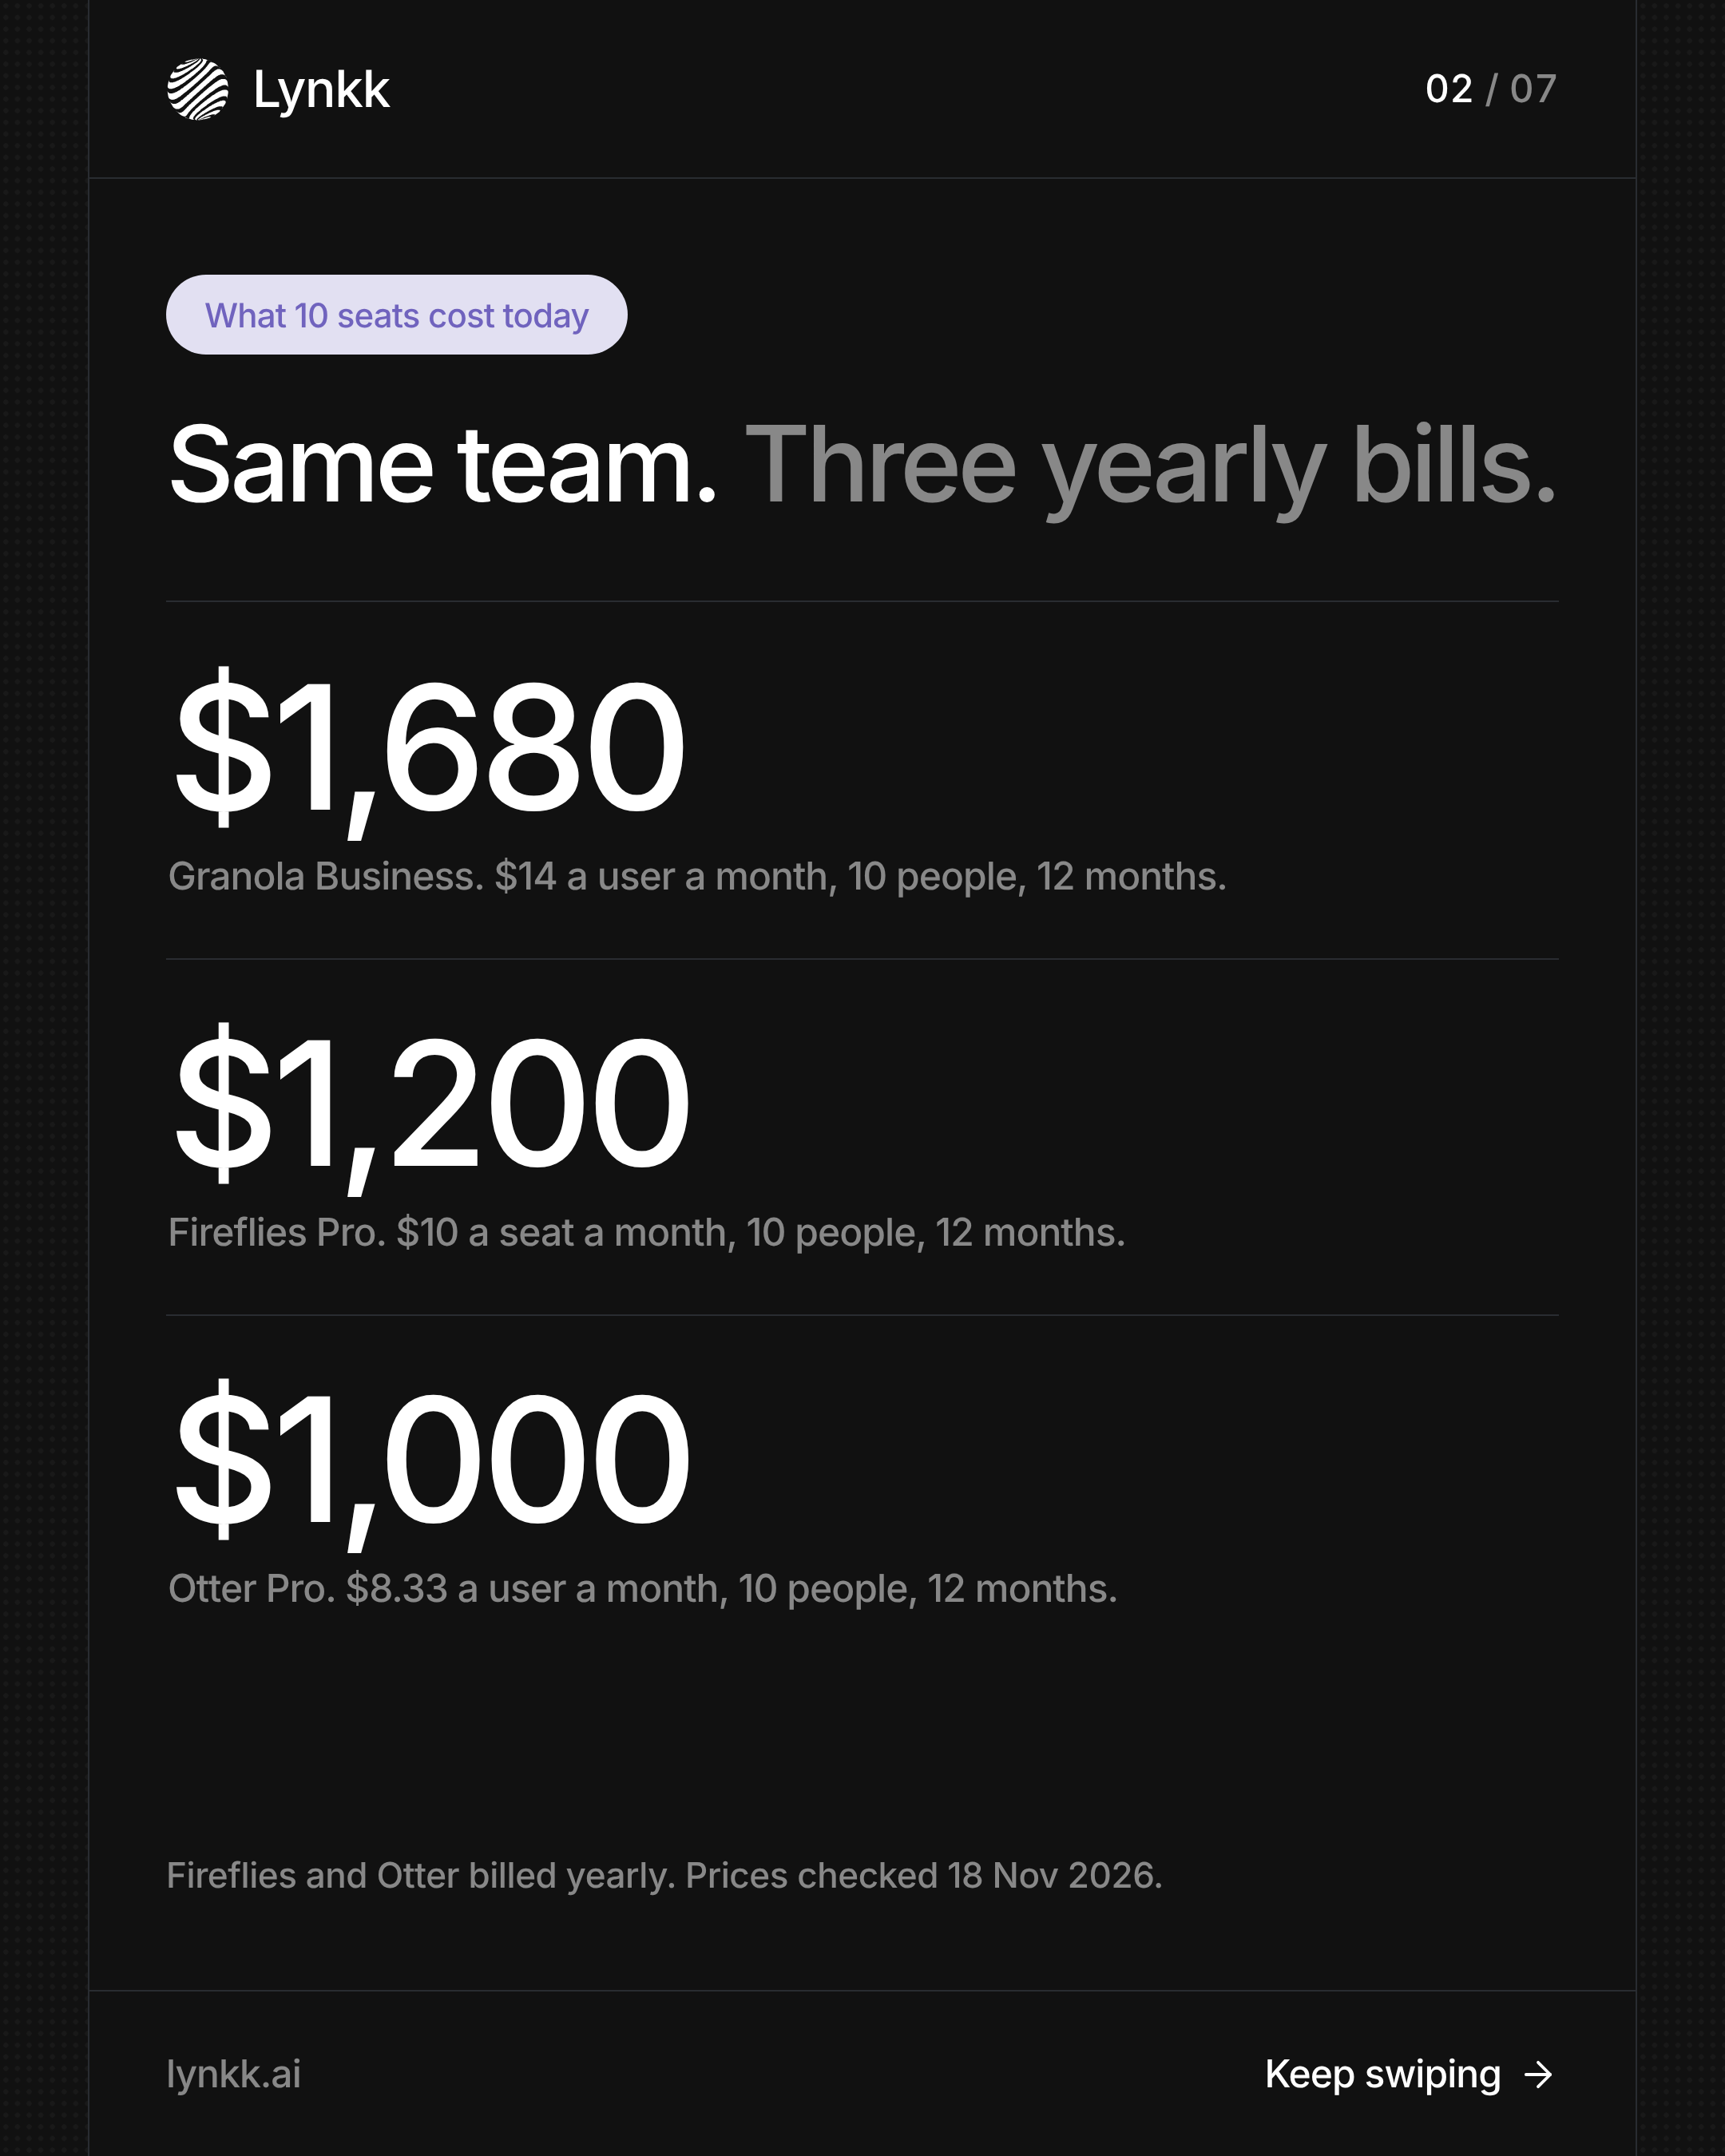 Lynkk
02 / 07
What 10 seats cost today
Same team. Three yearly bills.
$1,680
Granola Business. $14 a user a month, 10 people, 12 months.
$1,200
Fireflies Pro. $10 a seat a month, 10 people, 12 months.
$1,000
Otter Pro. $8.33 a user a month, 10 people, 12 months.
Fireflies and Otter billed yearly. Prices checked 18 Nov 2026.
lynkk.ai
Keep swiping →